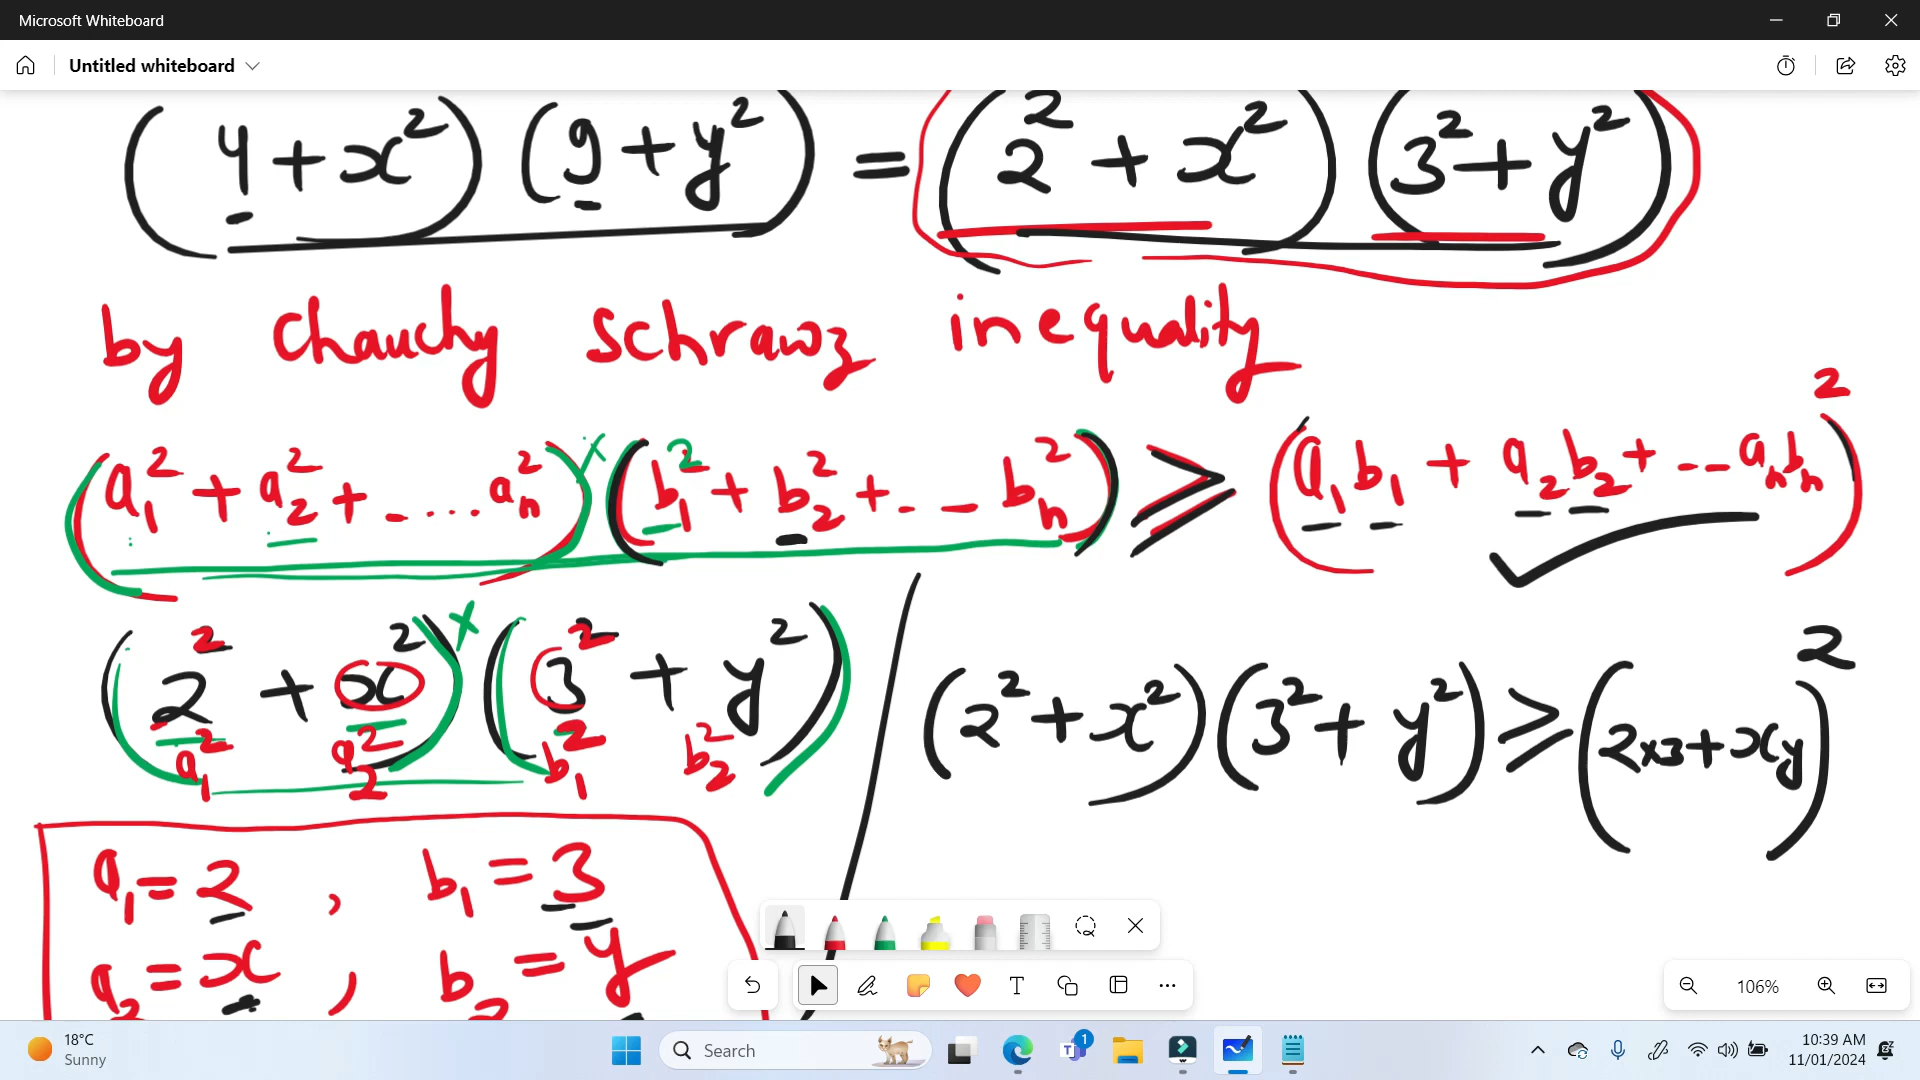 Microsoft Whiteboard
Untitled whiteboard
(4 + x²) (9 + y²) = (2² + x²) (3² + y²)
by Chauchy schrawz inequality
(a₁² + a₂² + - .... aₙ²) × (b₁² + b₂² + - - bₙ²) ⩾ (a₁b₁ + a₂b₂ + -- aₙbₙ)²
(2² + x²) × (3² + y²)
a₁² a₂² b₁² b₂²
(2² + x²)(3² + y²) ⩾ (2×3 + xy)²
a₁ = 2 , b₁ = 3
a₂ = x , b₂ = y
106%
18°C
Sunny
Search
1
10:39 AM
11/01/2024